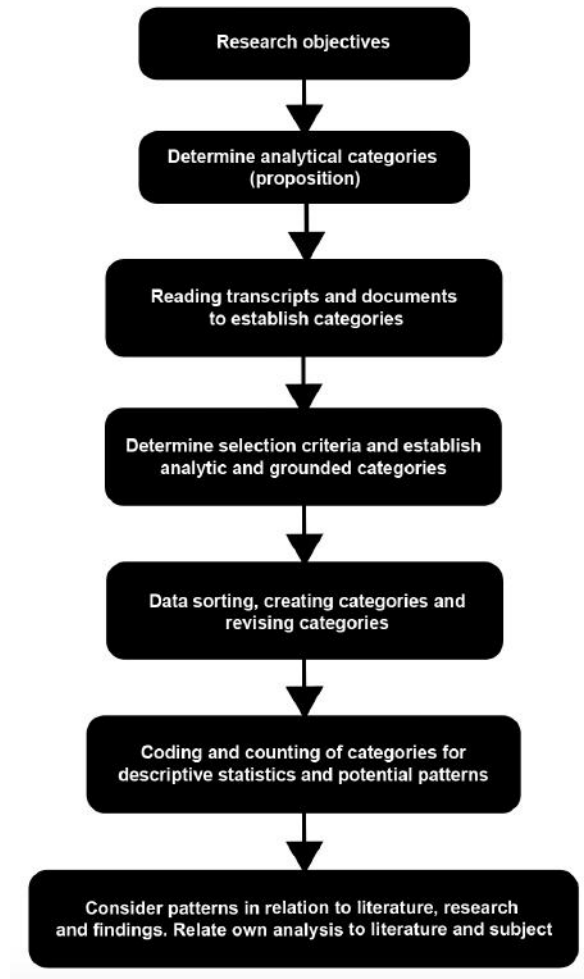 Research objectives
Determine analytical categories
(proposition)
Reading transcripts and documents
to establish categories
Determine selection criteria and establish
analytic and grounded categories
Data sorting, creating categories and
revising categories
Coding and counting of categories for
descriptive statistics and potential patterns
Consider patterns in relation to literature, research
and findings. Relate own analysis to literature and subject